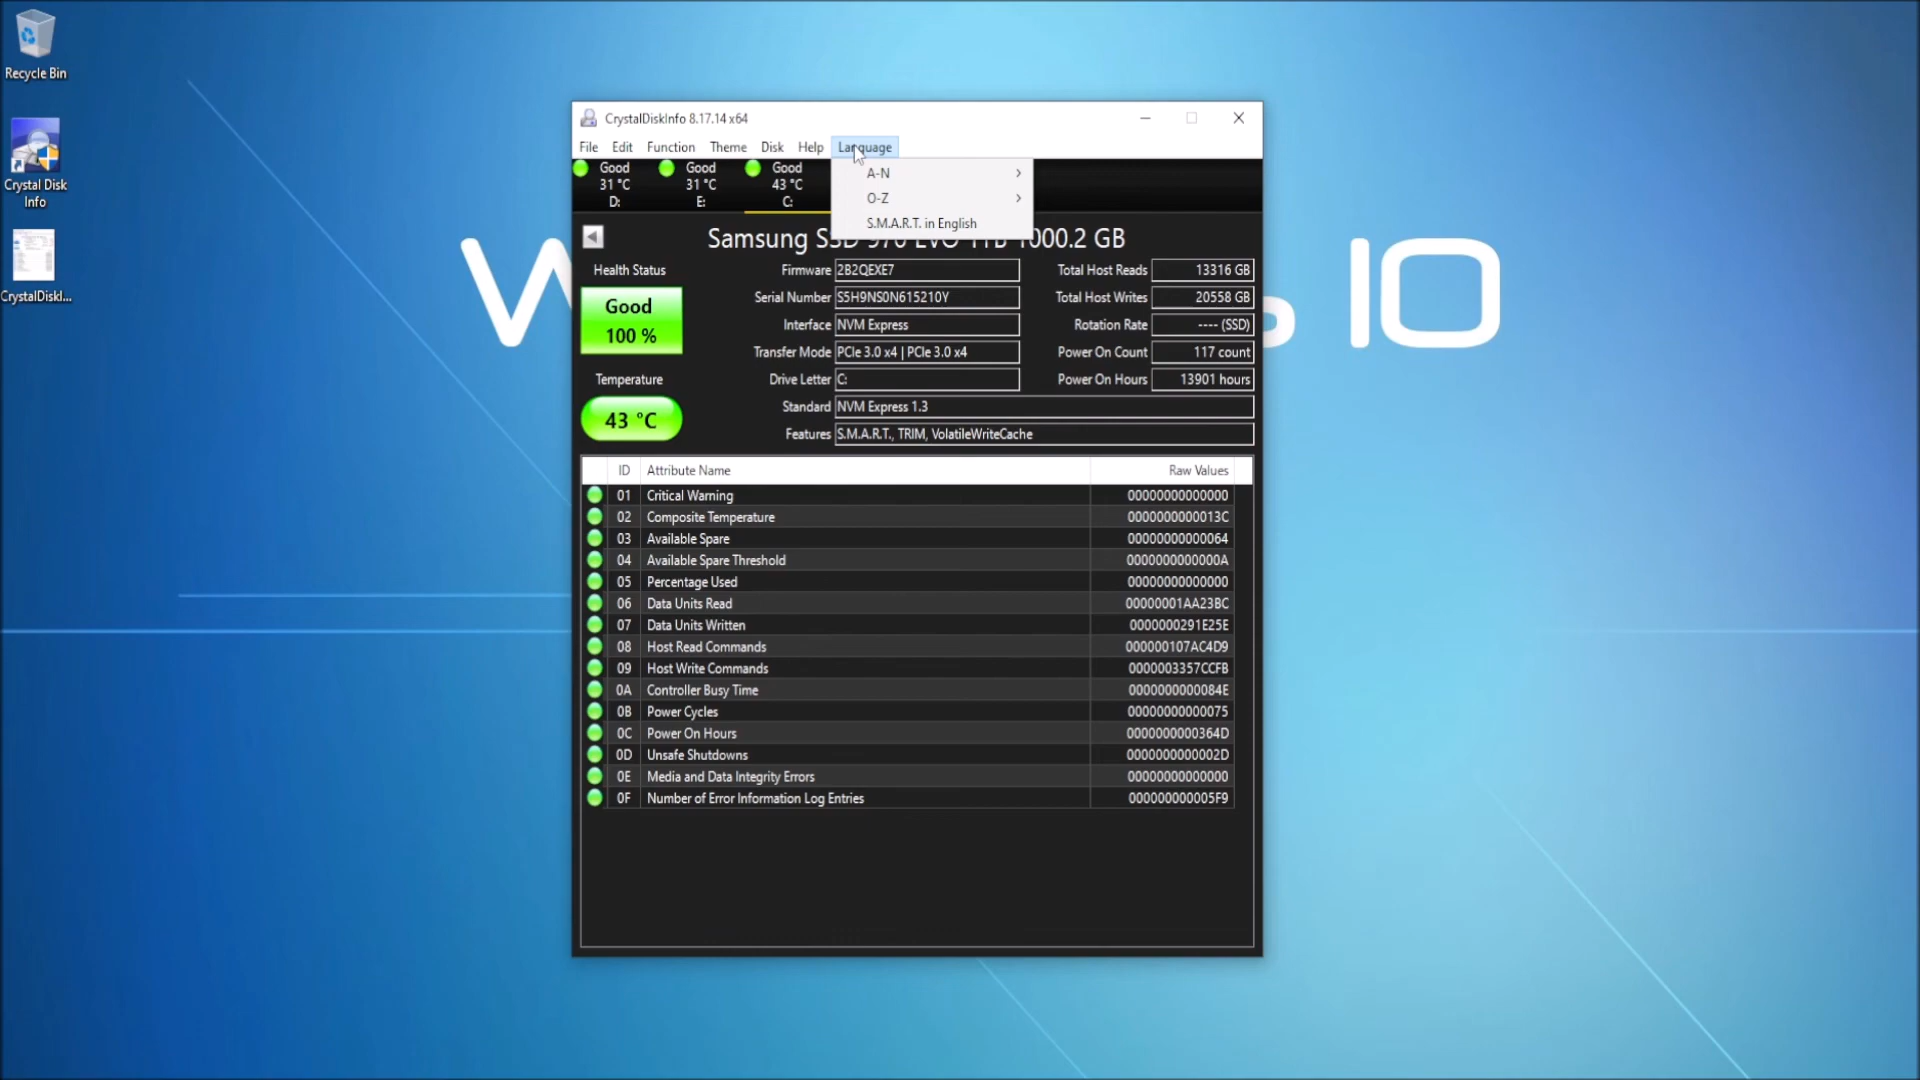 Recycle Bin
Crystal Disk
Info
CrystalDiskI...
CrystalDiskInfo 8.17.14 x64
File Edit Function Theme Disk Help Language
Good Good Good
31 °C 31 °C 43 °C
D: E: C:
A-N
O-Z
S.M.A.R.T. in English
Samsung SSD 970 EVO 1TB 1000.2 GB
Health Status
Good
100 %
Temperature
43 °C
Firmware 2B2QEXE7
Serial Number S5H9NS0N615210Y
Interface NVM Express
Transfer Mode PCIe 3.0 x4 | PCIe 3.0 x4
Drive Letter C:
Standard NVM Express 1.3
Features S.M.A.R.T., TRIM, VolatileWriteCache
Total Host Reads 13316 GB
Total Host Writes 20558 GB
Rotation Rate ---- (SSD)
Power On Count 117 count
Power On Hours 13901 hours
ID Attribute Name Raw Values
01 Critical Warning 00000000000000
02 Composite Temperature 0000000000013C
03 Available Spare 00000000000064
04 Available Spare Threshold 0000000000000A
05 Percentage Used 00000000000000
06 Data Units Read 00000001AA23BC
07 Data Units Written 0000000291E25E
08 Host Read Commands 000000107AC4D9
09 Host Write Commands 0000003357CCFB
0A Controller Busy Time 0000000000084E
0B Power Cycles 00000000000075
0C Power On Hours 0000000000364D
0D Unsafe Shutdowns 0000000000002D
0E Media and Data Integrity Errors 00000000000000
0F Number of Error Information Log Entries 000000000005F9
W
s 10